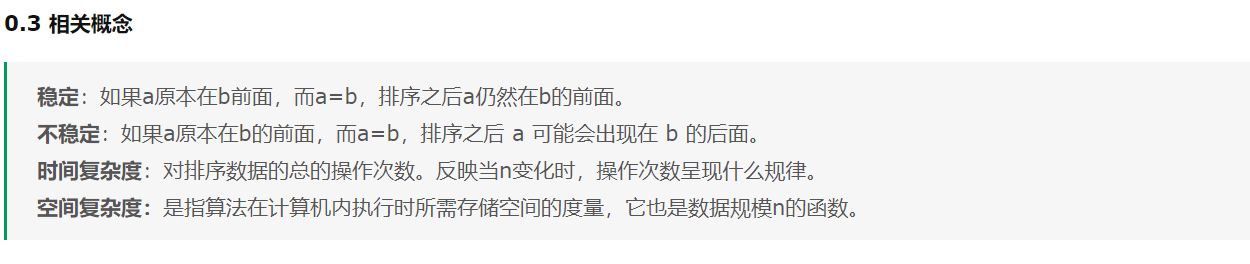 0.3 相关概念
稳定：如果a原本在b前面，而a=b，排序之后a仍然在b的前面。
不稳定：如果a原本在b的前面，而a=b，排序之后 a 可能会出现在 b 的后面。
时间复杂度：对排序数据的总的操作次数。反映当n变化时，操作次数呈现什么规律。
空间复杂度：是指算法在计算机内执行时所需存储空间的度量，它也是数据规模n的函数。